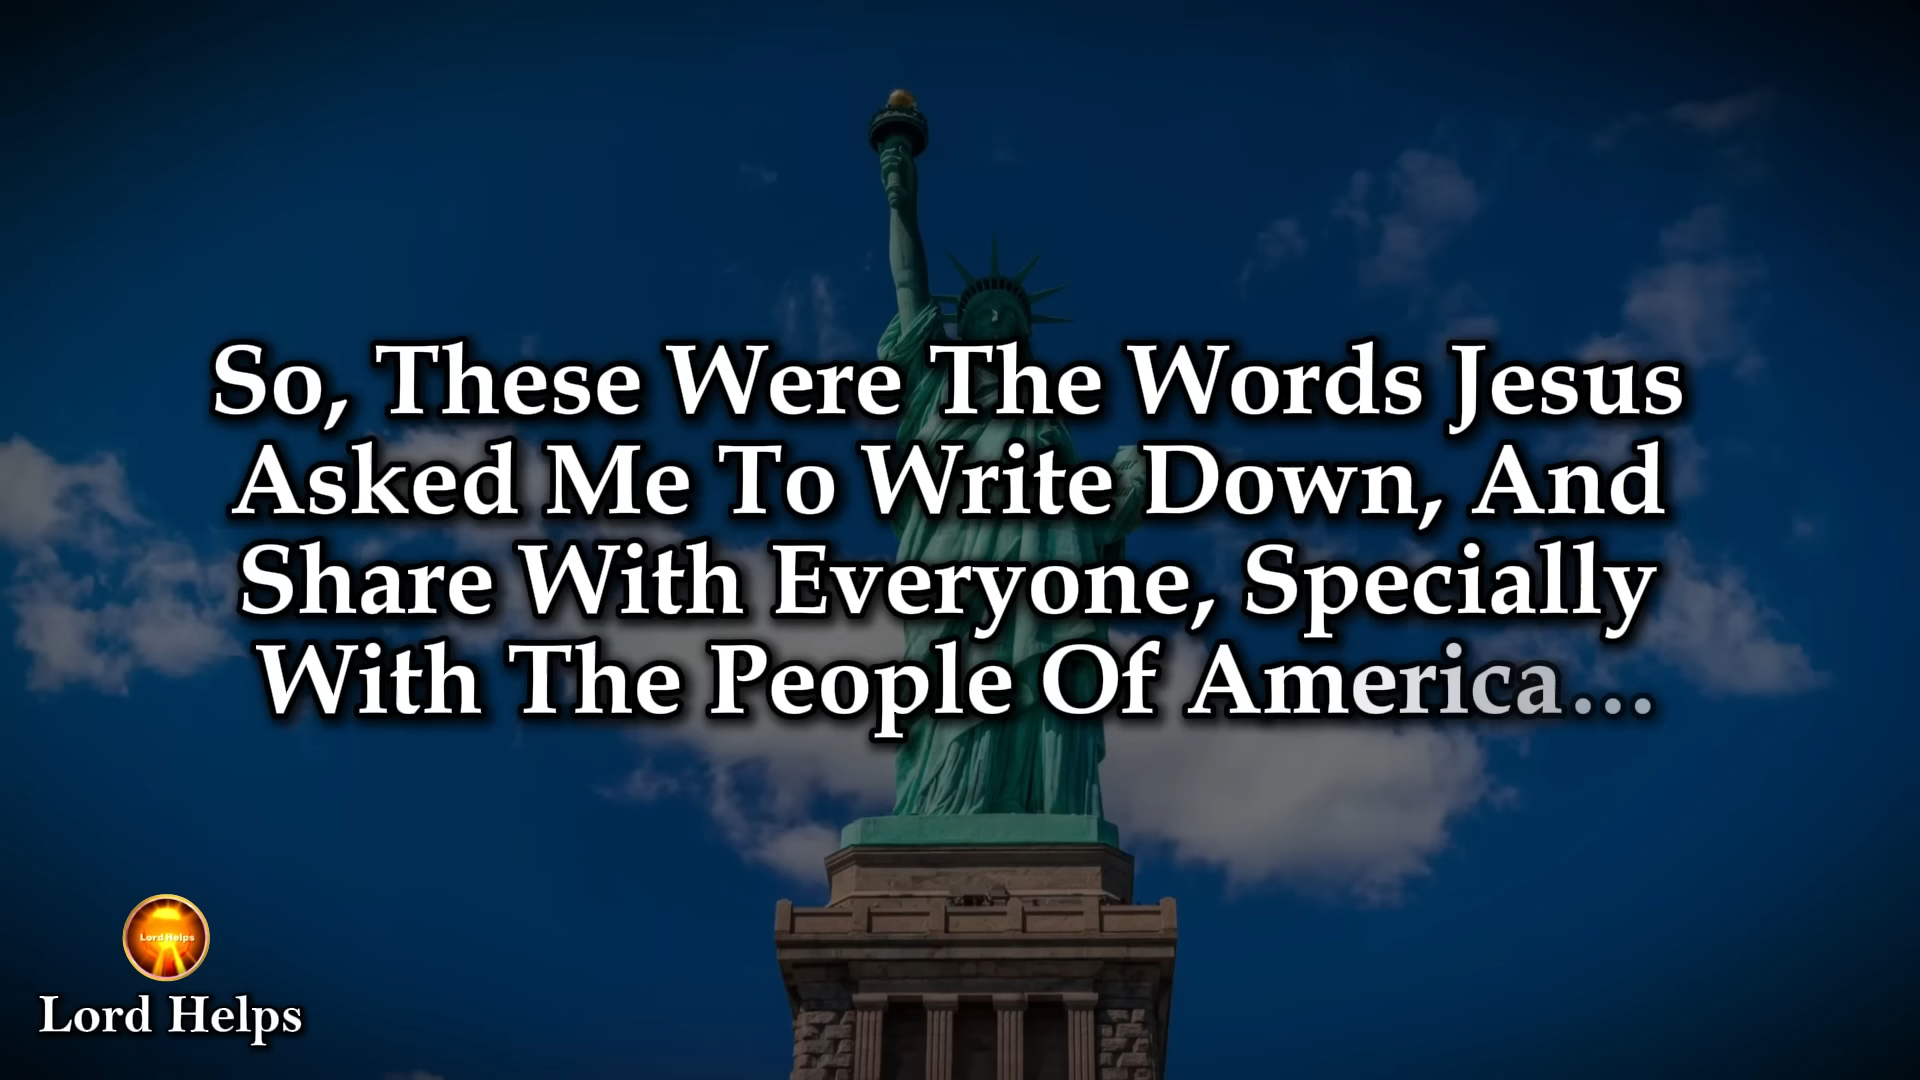 So, These Were The Words Jesus
Asked Me To Write Down, And
Share With Everyone, Specially
With The People Of America...
Lord Helps
Lord Helps